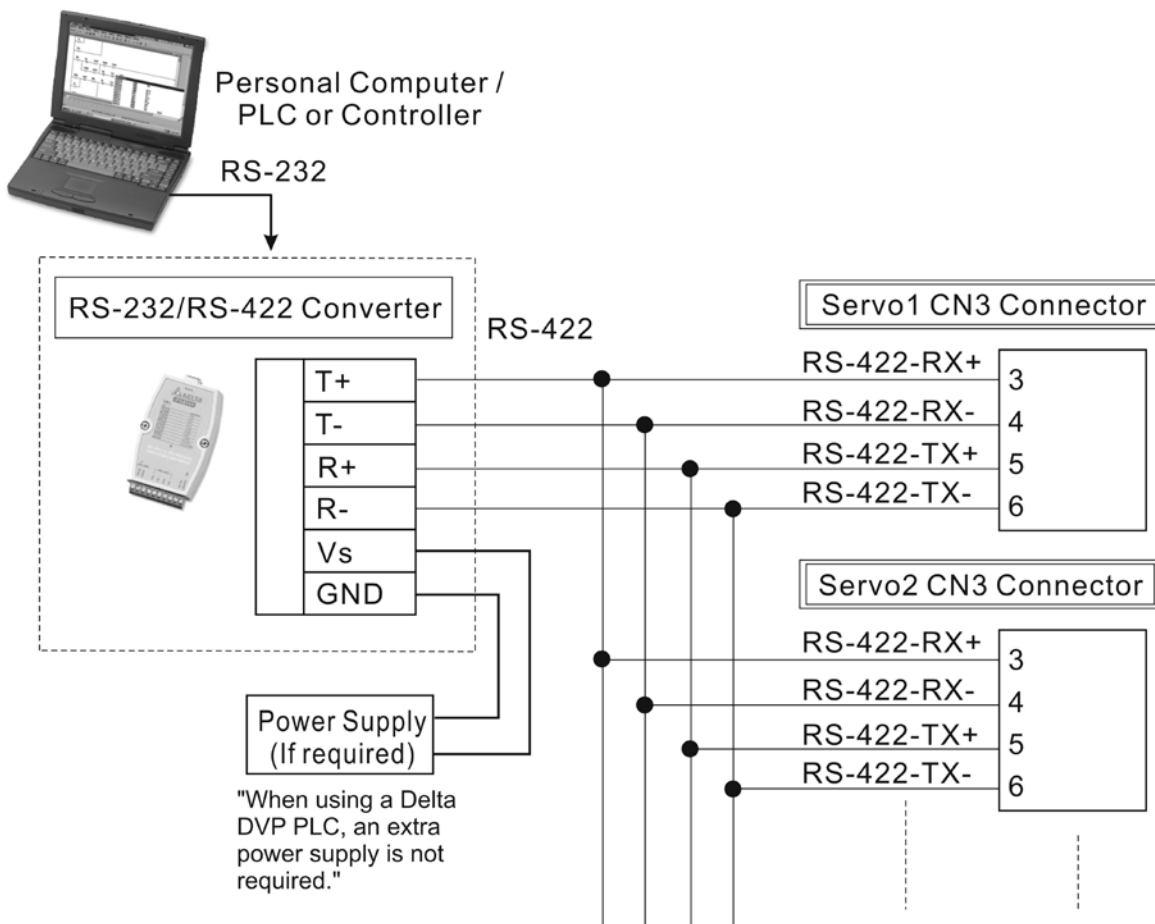 Personal Computer /
PLC or Controller
RS-232
RS-232/RS-422 Converter
RS-422
T+
T-
R+
R-
Vs
GND
Power Supply
(If required)
"When using a Delta
DVP PLC, an extra
power supply is not
required."
Servo1 CN3 Connector
RS-422-RX+
3
RS-422-RX-
4
RS-422-TX+
5
RS-422-TX-
6
Servo2 CN3 Connector
RS-422-RX+
3
RS-422-RX-
4
RS-422-TX+
5
RS-422-TX-
6